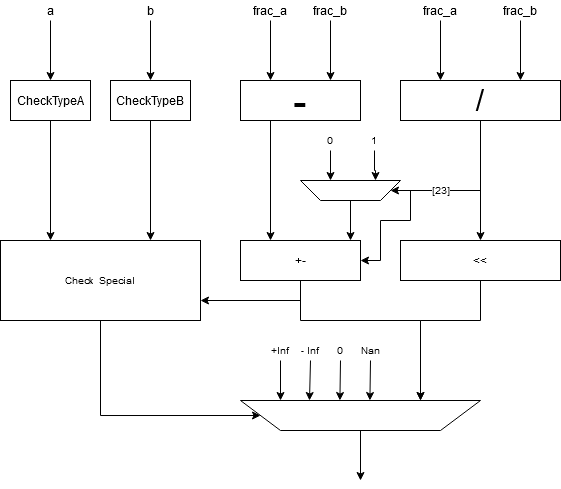 a b frac_a frac_b frac_a frac_b
CheckTypeA CheckTypeB - /
0 1
[23]
Check Special +- <<
+Inf - Inf 0 Nan